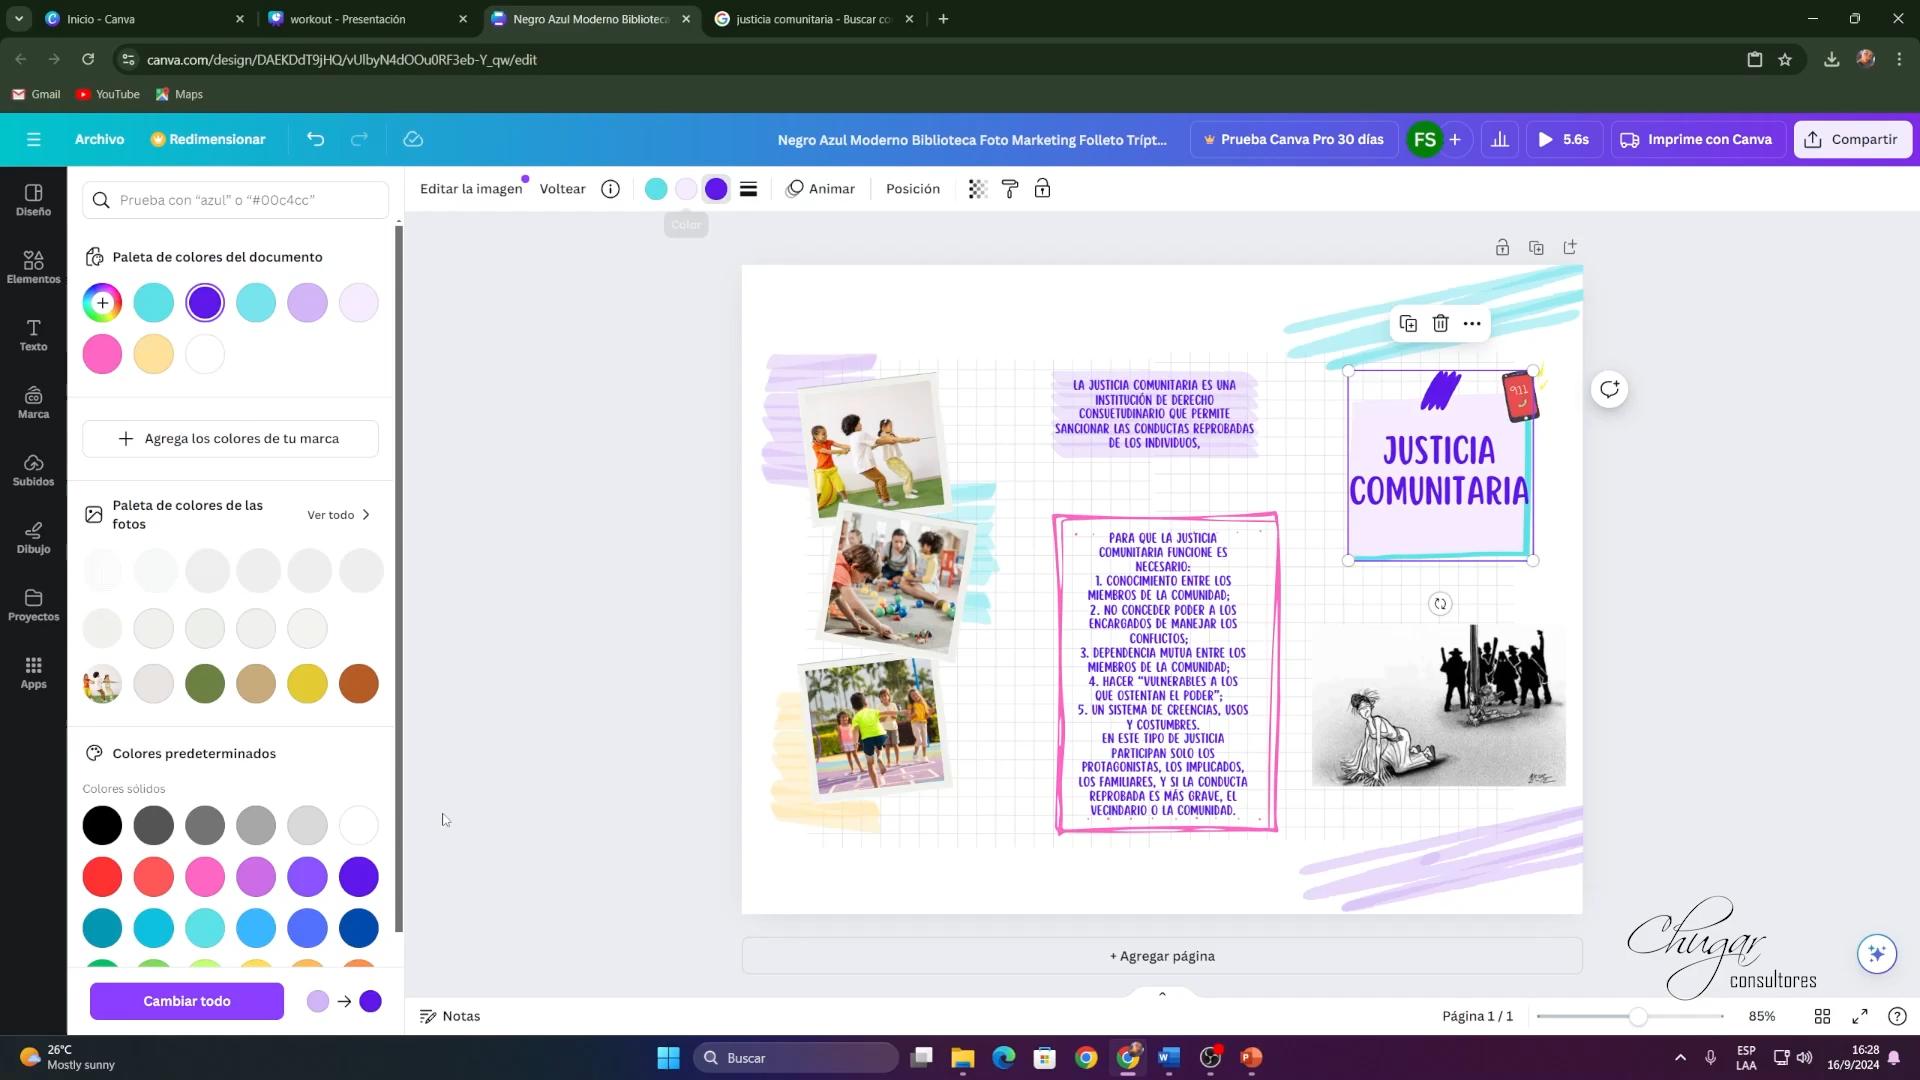 Inicio - Canva
workout - Presentación
Negro Azul Moderno Biblioteca
justicia comunitaria - Buscar co
canva.com/design/DAEKDdT9jHQ/vUlbyN4dOOu0RF3eb-Y_qw/edit
Gmail
YouTube
Maps
Archivo
Redimensionar
Negro Azul Moderno Biblioteca Foto Marketing Folleto Trípt...
Prueba Canva Pro 30 días
FS
5.6s
Imprime con Canva
Compartir
Diseño
Elementos
Texto
Marca
Subidos
Dibujo
Proyectos
Apps
Prueba con “azul” o “#00c4cc”
Paleta de colores del documento
Agrega los colores de tu marca
Paleta de colores de las
fotos
Ver todo
Colores predeterminados
Colores sólidos
Cambiar todo
Editar la imagen
Voltear
Color
Animar
Posición
LA JUSTICIA COMUNITARIA ES UNA
INSTITUCIÓN DE DERECHO
CONSUETUDINARIO QUE PERMITE
SANCIONAR LAS CONDUCTAS REPROBADAS
DE LOS INDIVIDUOS,
PARA QUE LA JUSTICIA
COMUNITARIA FUNCIONE ES
NECESARIO:
1. CONOCIMIENTO ENTRE LOS
MIEMBROS DE LA COMUNIDAD;
2. NO CONCEDER PODER A LOS
ENCARGADOS DE MANEJAR LOS
CONFLICTOS;
3. DEPENDENCIA MUTUA ENTRE LOS
MIEMBROS DE LA COMUNIDAD;
4. HACER “VULNERABLES A LOS
QUE OSTENTAN EL PODER”;
5. UN SISTEMA DE CREENCIAS, USOS
Y COSTUMBRES.
EN ESTE TIPO DE JUSTICIA
PARTICIPAN SOLO LOS
PROTAGONISTAS, LOS IMPLICADOS,
LOS FAMILIARES, Y SI LA CONDUCTA
REPROBADA ES MÁS GRAVE, EL
VECINDARIO O LA COMUNIDAD.
911
JUSTICIA
COMUNITARIA
+ Agregar página
Chugar
consultores
Notas
Página 1 / 1
85%
26°C
Mostly sunny
Buscar
ESP
LAA
16:28
16/9/2024